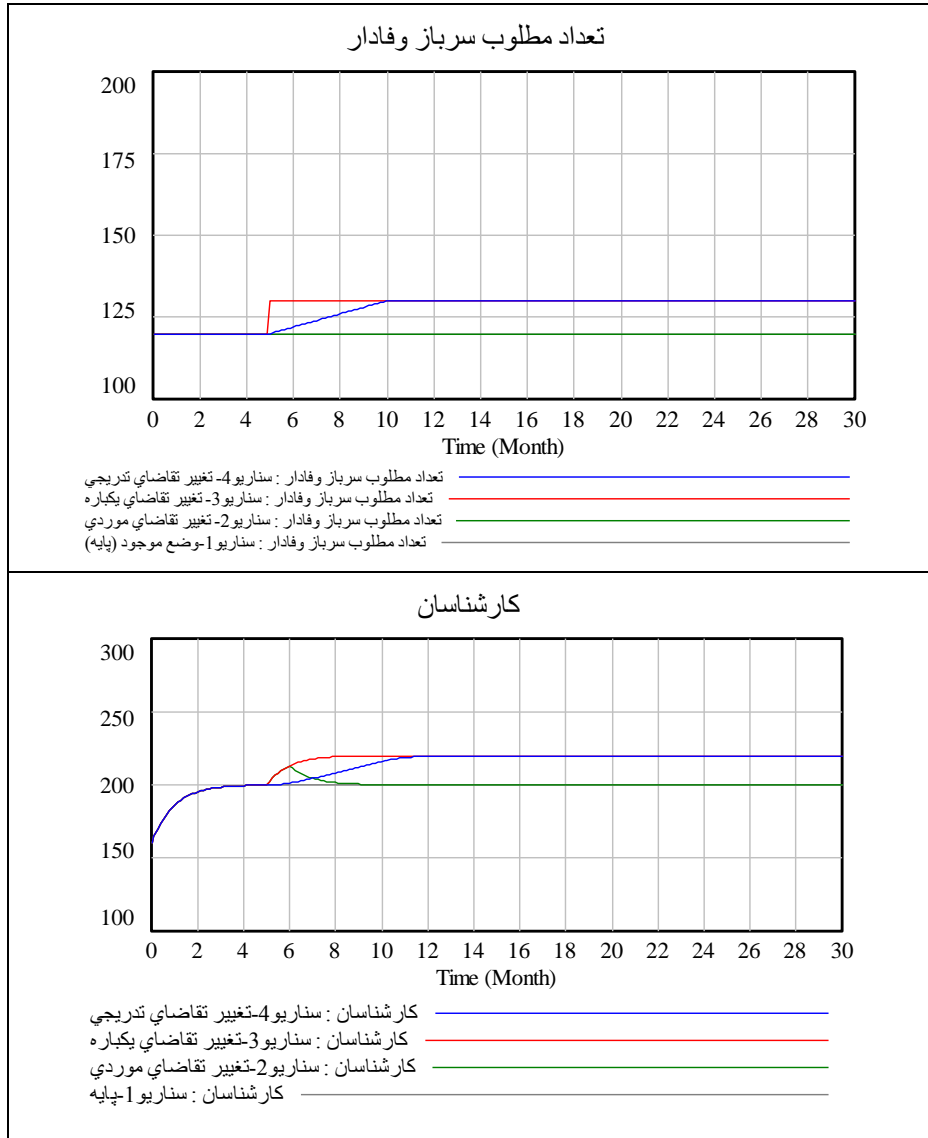 تعداد مطلوب سرباز وفادار
200
175
150
125
100
0 2 4 6 8 10 12 14 16 18 20 22 24 26 28 30
Time (Month)
تعداد مطلوب سرباز وفادار : سناريو4- تغيير تقاضاي تدريجي
تعداد مطلوب سرباز وفادار : سناريو3- تغيير تقاضاي يكباره
تعداد مطلوب سرباز وفادار : سناريو2- تغيير تقاضاي موردي
تعداد مطلوب سرباز وفادار : سناريو1-وضع موجود (پايه)
كارشناسان
300
250
200
150
100
0 2 4 6 8 10 12 14 16 18 20 22 24 26 28 30
Time (Month)
كارشناسان : سناريو4-تغيير تقاضاي تدريجي
كارشناسان : سناريو3-تغيير تقاضاي يكباره
كارشناسان : سناريو2-تغيير تقاضاي موردي
كارشناسان : سناريو1-پايه